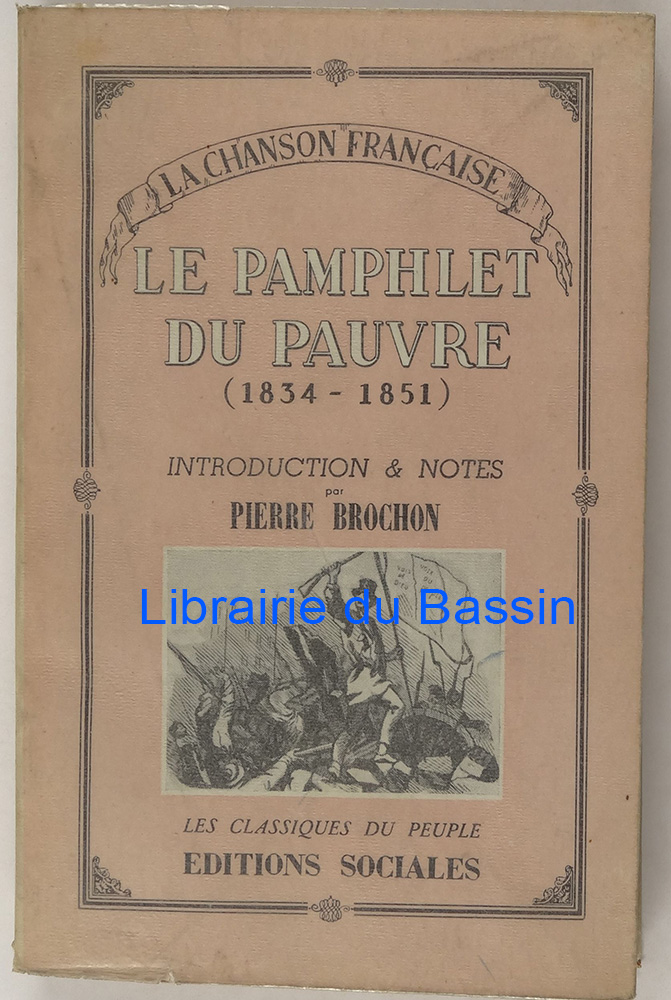 LA CHANSON FRANÇAISE
LE PAMPHLET
DU PAUVRE
(1834 - 1851)
INTRODUCTION & NOTES
par
PIERRE BROCHON
Librairie du Bassin
LES CLASSIQUES DU PEUPLE
EDITIONS SOCIALES